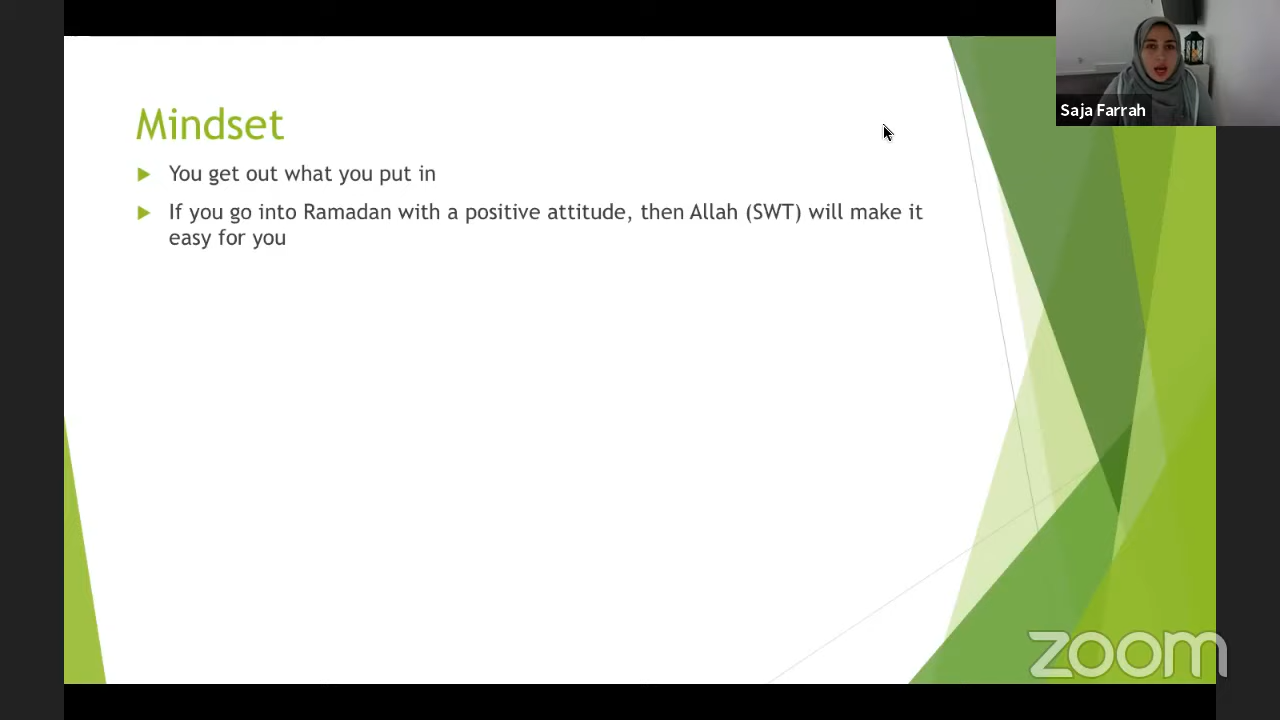 Mindset
You get out what you put in
If you go into Ramadan with a positive attitude, then Allah (SWT) will make it
easy for you
Saja Farrah
zoom